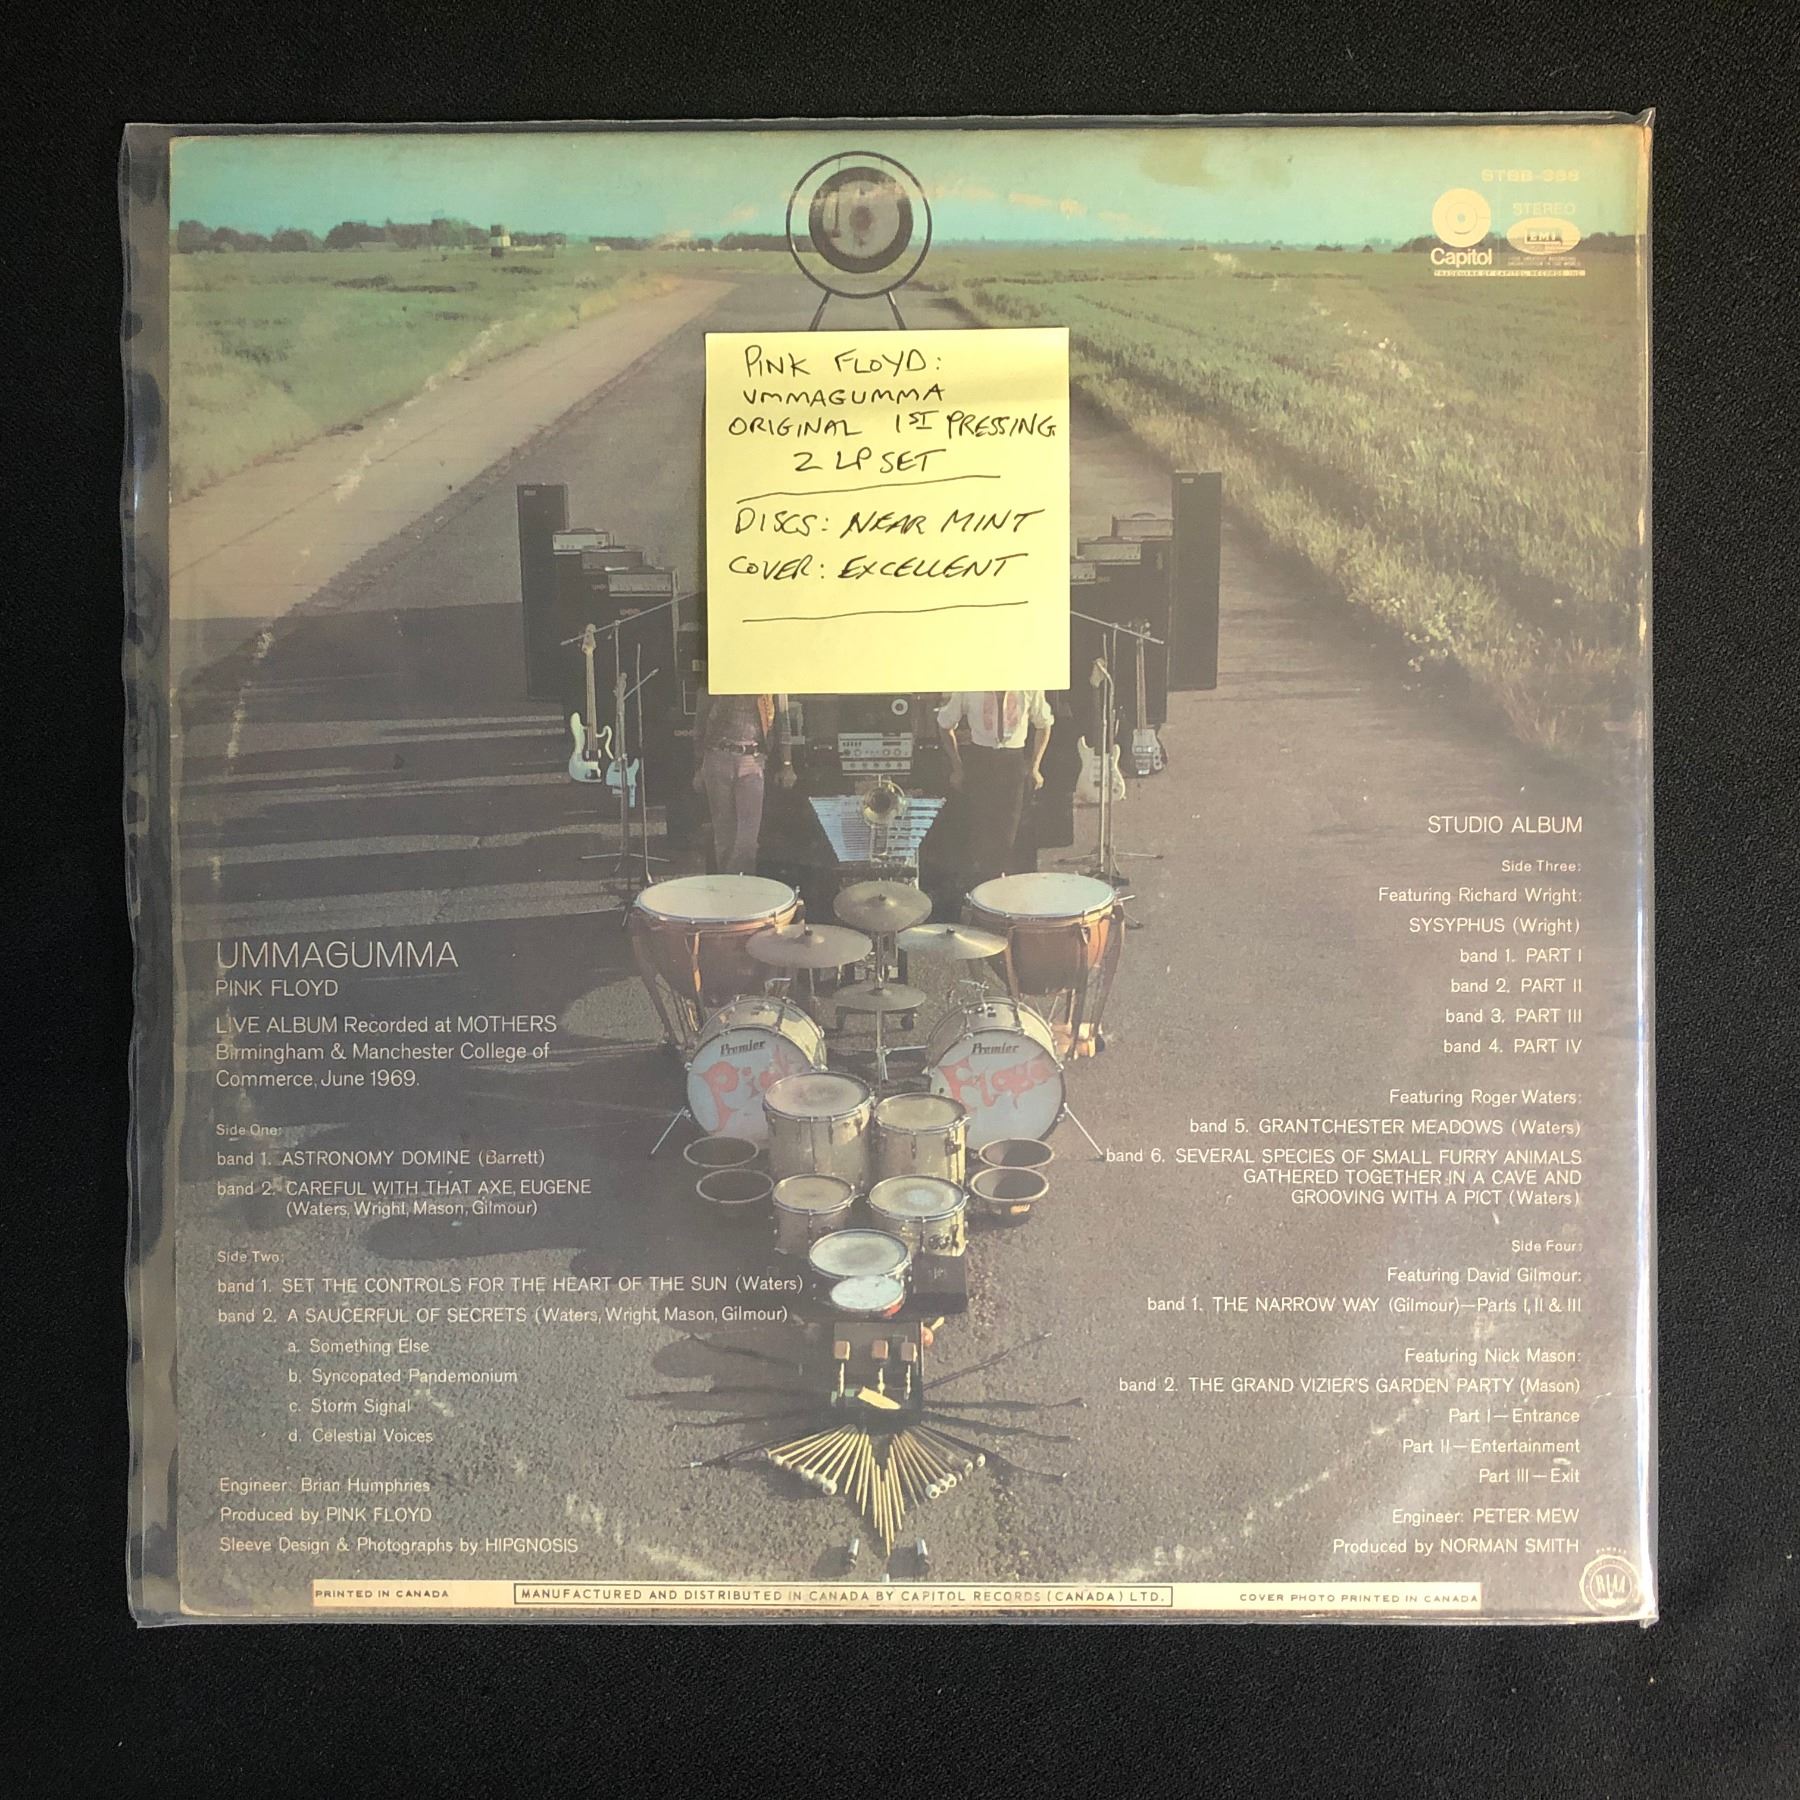 STBB-388
STEREO
EMI
Capitol
TRADEMARK OF CAPITOL RECORDS, INC.
PINK FLOYD:
UMMAGUMMA
ORIGINAL 1ST PRESSING
2 LP SET
DISCS: NEAR MINT
COVER: EXCELLENT
Premier
Pink
Premier
Floyd
UMMAGUMMA
PINK FLOYD
LIVE ALBUM Recorded at MOTHERS
Birmingham & Manchester College of
Commerce, June 1969.
Side One:
band 1. ASTRONOMY DOMINE (Barrett)
band 2. CAREFUL WITH THAT AXE, EUGENE
(Waters, Wright, Mason, Gilmour)
Side Two:
band 1. SET THE CONTROLS FOR THE HEART OF THE SUN (Waters)
band 2. A SAUCERFUL OF SECRETS (Waters, Wright, Mason, Gilmour)
a. Something Else
b. Syncopated Pandemonium
c. Storm Signal
d. Celestial Voices
Engineer: Brian Humphries
Produced by PINK FLOYD
Sleeve Design & Photographs by HIPGNOSIS
STUDIO ALBUM
Side Three:
Featuring Richard Wright:
SYSYPHUS (Wright)
band 1. PART I
band 2. PART II
band 3. PART III
band 4. PART IV
Featuring Roger Waters:
band 5. GRANTCHESTER MEADOWS (Waters)
band 6. SEVERAL SPECIES OF SMALL FURRY ANIMALS
GATHERED TOGETHER IN A CAVE AND
GROOVING WITH A PICT (Waters)
Side Four:
Featuring David Gilmour:
band 1. THE NARROW WAY (Gilmour)—Parts I, II & III
Featuring Nick Mason:
band 2. THE GRAND VIZIER'S GARDEN PARTY (Mason)
Part I—Entrance
Part II—Entertainment
Part III—Exit
Engineer: PETER MEW
Produced by NORMAN SMITH
PRINTED IN CANADA
MANUFACTURED AND DISTRIBUTED IN CANADA BY CAPITOL RECORDS (CANADA) LTD.
COVER PHOTO PRINTED IN CANADA